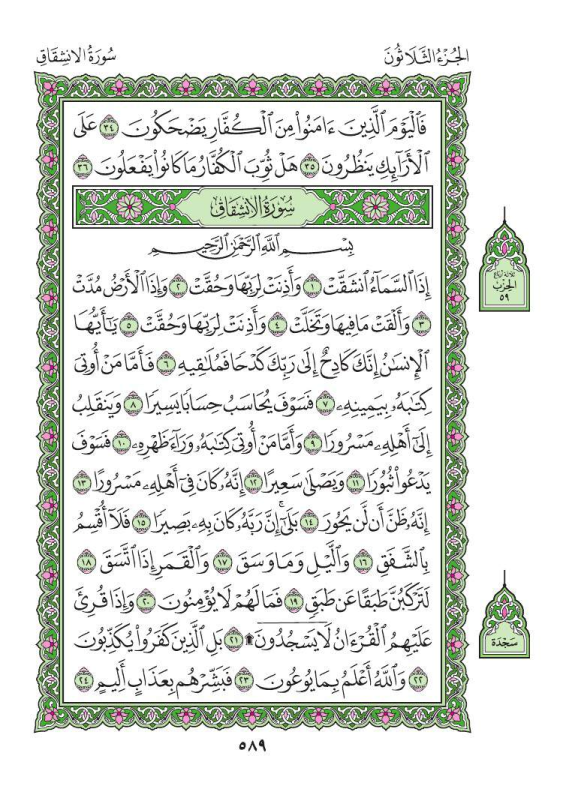 الجُزْءُ الثَّلَاثُونَ
سُورَةُ الانشِقَاقِ
فَٱلْيَوْمَ ٱلَّذِينَ ءَامَنُوا۟ مِنَ ٱلْكُفَّارِ يَضْحَكُونَ ٣٤ عَلَى
ٱلْأَرَآئِكِ يَنظُرُونَ ٣٥ هَلْ ثُوِّبَ ٱلْكُفَّارُ مَا كَانُوا۟ يَفْعَلُونَ ٣٦
سُورَةُ الانشِقَاقِ
بِسْمِ ٱللَّهِ ٱلرَّحْمَٰنِ ٱلرَّحِيمِ
إِذَا ٱلسَّمَآءُ ٱنشَقَّتْ ١ وَأَذِنَتْ لِرَبِّهَا وَحُقَّتْ ٢ وَإِذَا ٱلْأَرْضُ مُدَّتْ
٣ وَأَلْقَتْ مَا فِيهَا وَتَخَلَّتْ ٤ وَأَذِنَتْ لِرَبِّهَا وَحُقَّتْ ٥ يَٰٓأَيُّهَا
ٱلْإِنسَٰنُ إِنَّكَ كَادِحٌ إِلَىٰ رَبِّكَ كَدْحًا فَمُلَٰقِيهِ ٦ فَأَمَّا مَنْ أُوتِىَ
كِتَٰبَهُۥ بِيَمِينِهِۦ ٧ فَسَوْفَ يُحَاسَبُ حِسَابًا يَسِيرًا ٨ وَيَنقَلِبُ
إِلَىٰٓ أَهْلِهِۦ مَسْرُورًا ٩ وَأَمَّا مَنْ أُوتِىَ كِتَٰبَهُۥ وَرَآءَ ظَهْرِهِۦ ١٠ فَسَوْفَ
يَدْعُوا۟ ثُبُورًا ١١ وَيَصْلَىٰ سَعِيرًا ١٢ إِنَّهُۥ كَانَ فِىٓ أَهْلِهِۦ مَسْرُورًا ١٣
إِنَّهُۥ ظَنَّ أَن لَّن يَحُورَ ١٤ بَلَىٰٓۚ إِنَّ رَبَّهُۥ كَانَ بِهِۦ بَصِيرًا ١٥ فَلَآ أُقْسِمُ
بِٱلشَّفَقِ ١٦ وَٱلَّيْلِ وَمَا وَسَقَ ١٧ وَٱلْقَمَرِ إِذَا ٱتَّسَقَ ١٨
لَتَرْكَبُنَّ طَبَقًا عَن طَبَقٍ ١٩ فَمَا لَهُمْ لَا يُؤْمِنُونَ ٢٠ وَإِذَا قُرِئَ
عَلَيْهِمُ ٱلْقُرْءَانُ لَا يَسْجُدُونَ ۩ ٢١ بَلِ ٱلَّذِينَ كَفَرُوا۟ يُكَذِّبُونَ
٢٢ وَٱللَّهُ أَعْلَمُ بِمَا يُوعُونَ ٢٣ فَبَشِّرْهُم بِعَذَابٍ أَلِيمٍ ٢٤
ثلاثة أرباع
الحزب
٥٩
سَجْدَة
٥٨٩